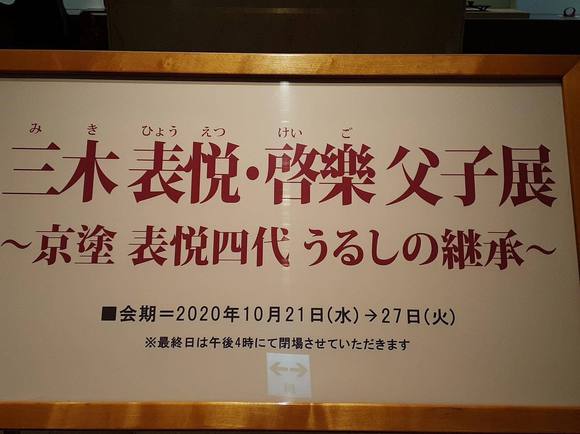 みき ひょうえつ けいご
三木 表悦・啓樂 父子展
～京塗 表悦四代 うるしの継承～
■会期＝2020年10月21日(水)→27日(火)
※最終日は午後4時にて閉場させていただきます